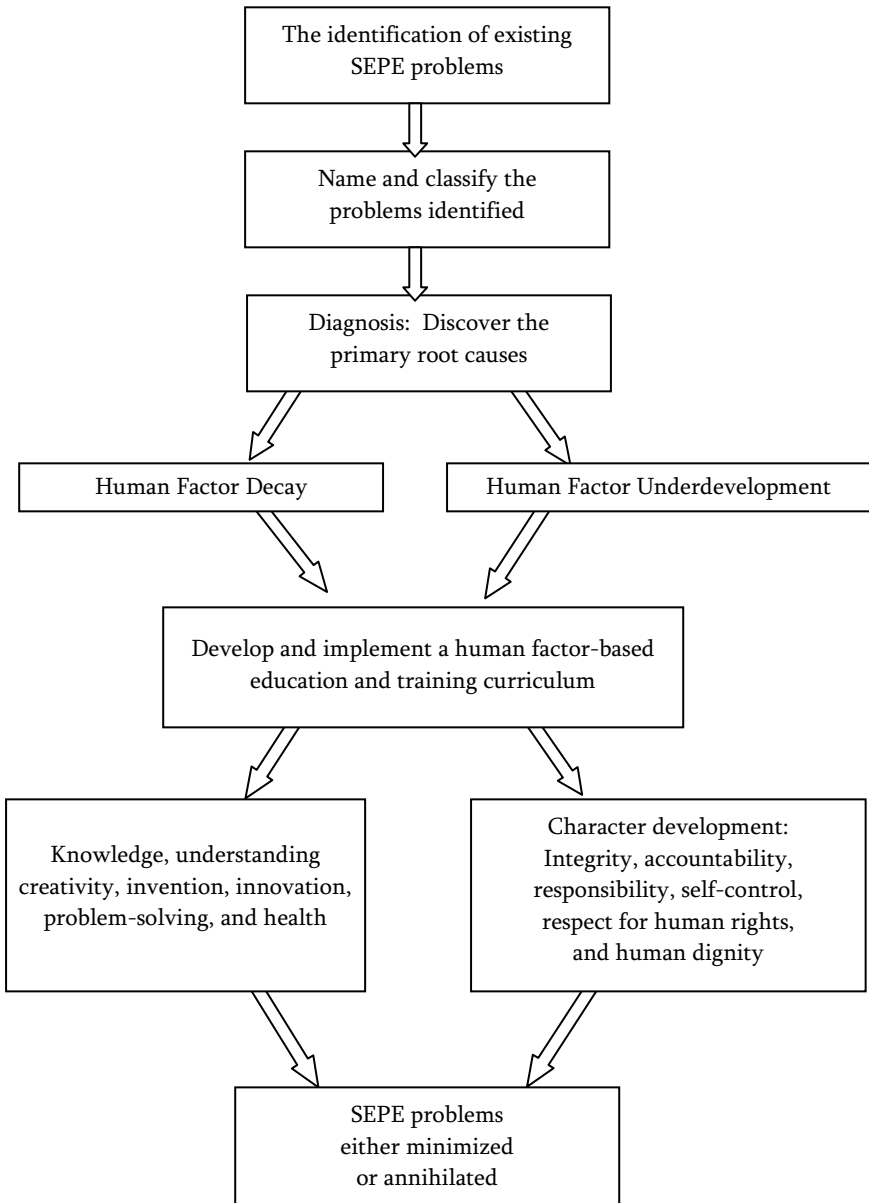 The identification of existing
SEPE problems
Name and classify the
problems identified
Diagnosis: Discover the
primary root causes
Human Factor Decay
Human Factor Underdevelopment
Develop and implement a human factor-based
education and training curriculum
Knowledge, understanding
creativity, invention, innovation,
problem-solving, and health
Character development:
Integrity, accountability,
responsibility, self-control,
respect for human rights,
and human dignity
SEPE problems
either minimized
or annihilated